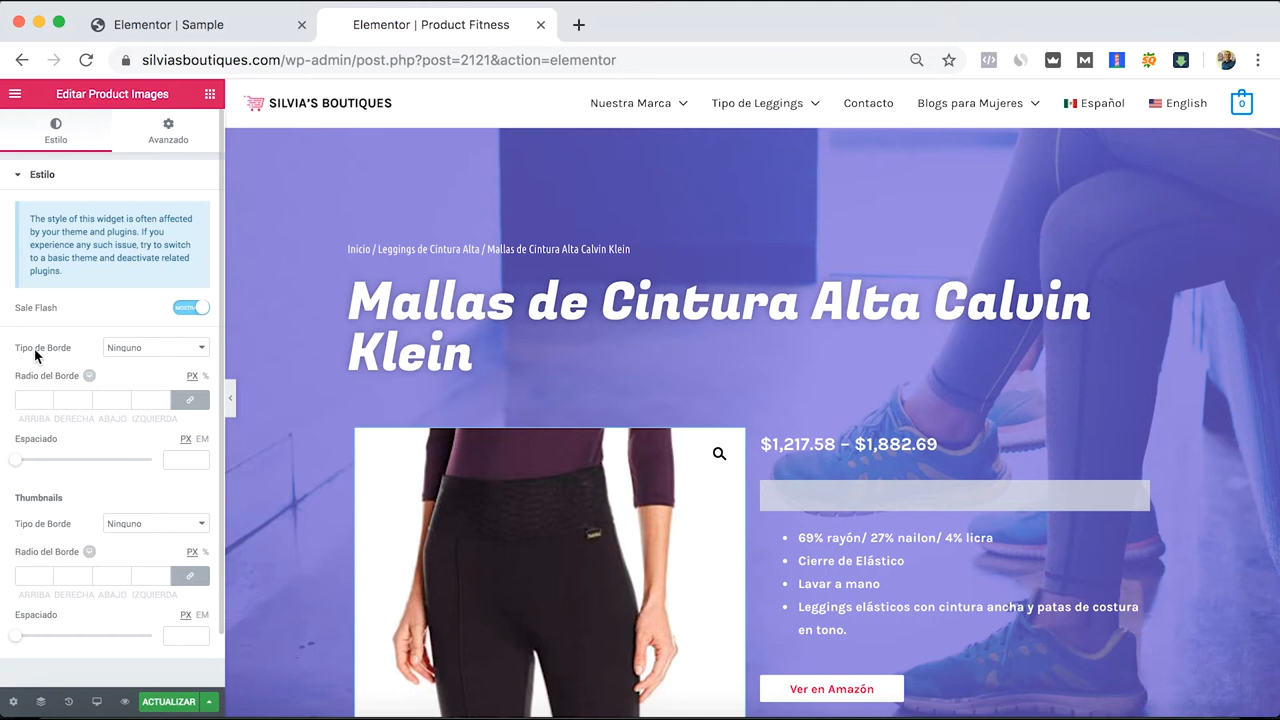 Elementor | Sample
Elementor | Product Fitness
silviasboutiques.com/wp-admin/post.php?post=2121&action=elementor
Editar Product Images
Estilo
Avanzado
Estilo
The style of this widget is often affected
by your theme and plugins. If you
experience any such issue, try to switch
to a basic theme and deactivate related
plugins.
Sale Flash
Tipo de Borde
Ninguno
Radio del Borde
PX %
ARRIBA DERECHA ABAJO IZQUIERDA
Espaciado
PX EM
Thumbnails
Tipo de Borde
Ninguno
Radio del Borde
PX %
ARRIBA DERECHA ABAJO IZQUIERDA
Espaciado
PX EM
ACTUALIZAR
SILVIA'S BOUTIQUES
Nuestra Marca
Tipo de Leggings
Contacto
Blogs para Mujeres
Español
English
0
Inicio / Leggings de Cintura Alta / Mallas de Cintura Alta Calvin Klein
Mallas de Cintura Alta Calvin
Klein
$1,217.58 – $1,882.69
69% rayón/ 27% nailon/ 4% licra
Cierre de Elástico
Lavar a mano
Leggings elásticos con cintura ancha y patas de costura
en tono.
Ver en Amazón